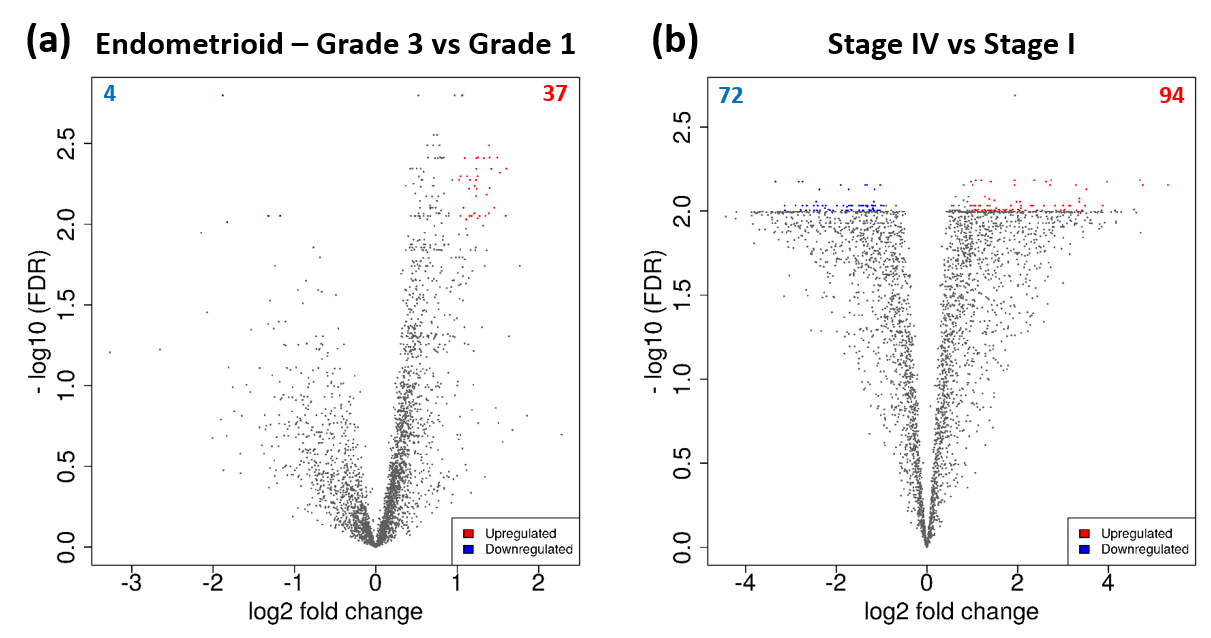 (a) Endometrioid – Grade 3 vs Grade 1
4
37
2.5
2.0
1.5
1.0
0.5
0.0
- log10 (FDR)
Upregulated
Downregulated
-3 -2 -1 0 1 2
log2 fold change
(b) Stage IV vs Stage I
72
94
2.5
2.0
1.5
1.0
0.5
0.0
- log10 (FDR)
Upregulated
Downregulated
-4 -2 0 2 4
log2 fold change